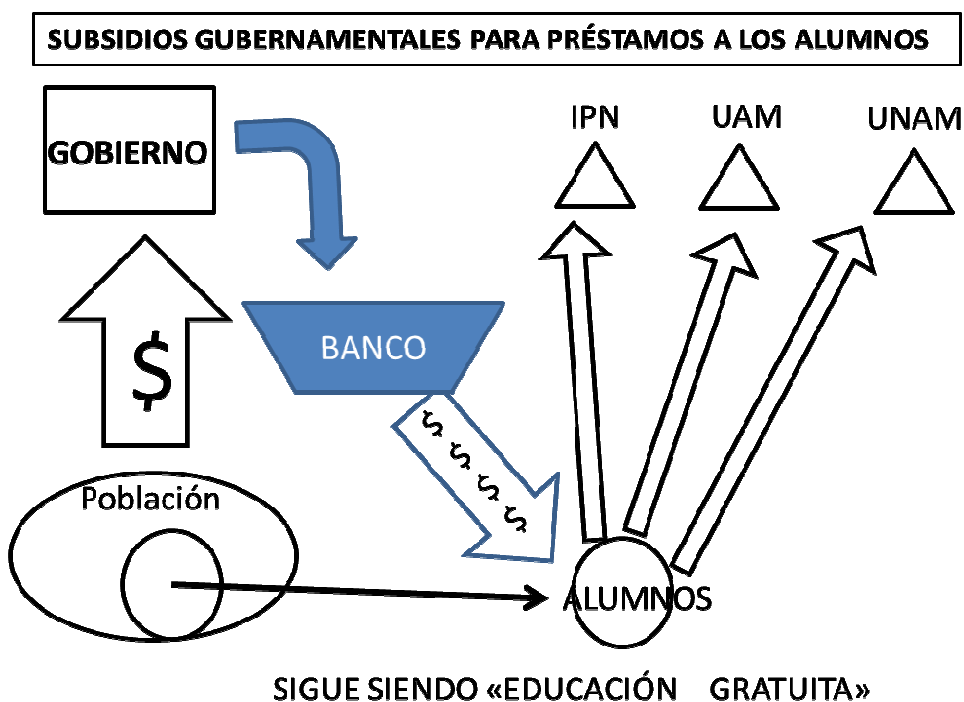 SUBSIDIOS GUBERNAMENTALES PARA PRÉSTAMOS A LOS ALUMNOS
IPN UAM UNAM
GOBIERNO
BANCO
$
$ $ $ $
Población
ALUMNOS
SIGUE SIENDO «EDUCACIÓN GRATUITA»